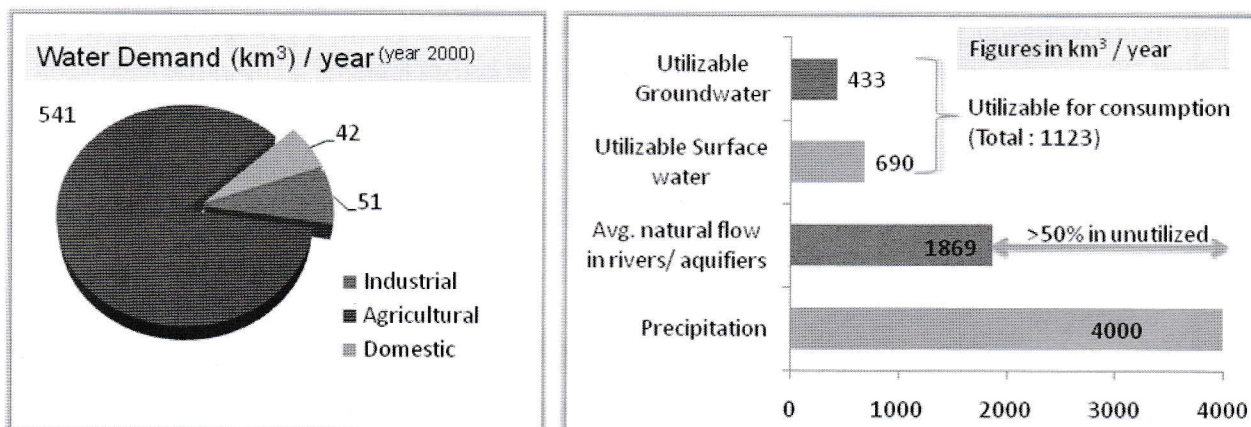 Water Demand (km³) / year (year 2000)
541
42
51
Industrial
Agricultural
Domestic
Figures in km³ / year
Utilizable
Groundwater
433
Utilizable for consumption
(Total : 1123)
Utilizable Surface
water
690
Avg. natural flow
in rivers/ aquifiers
1869
>50% in unutilized
Precipitation
4000
0 1000 2000 3000 4000